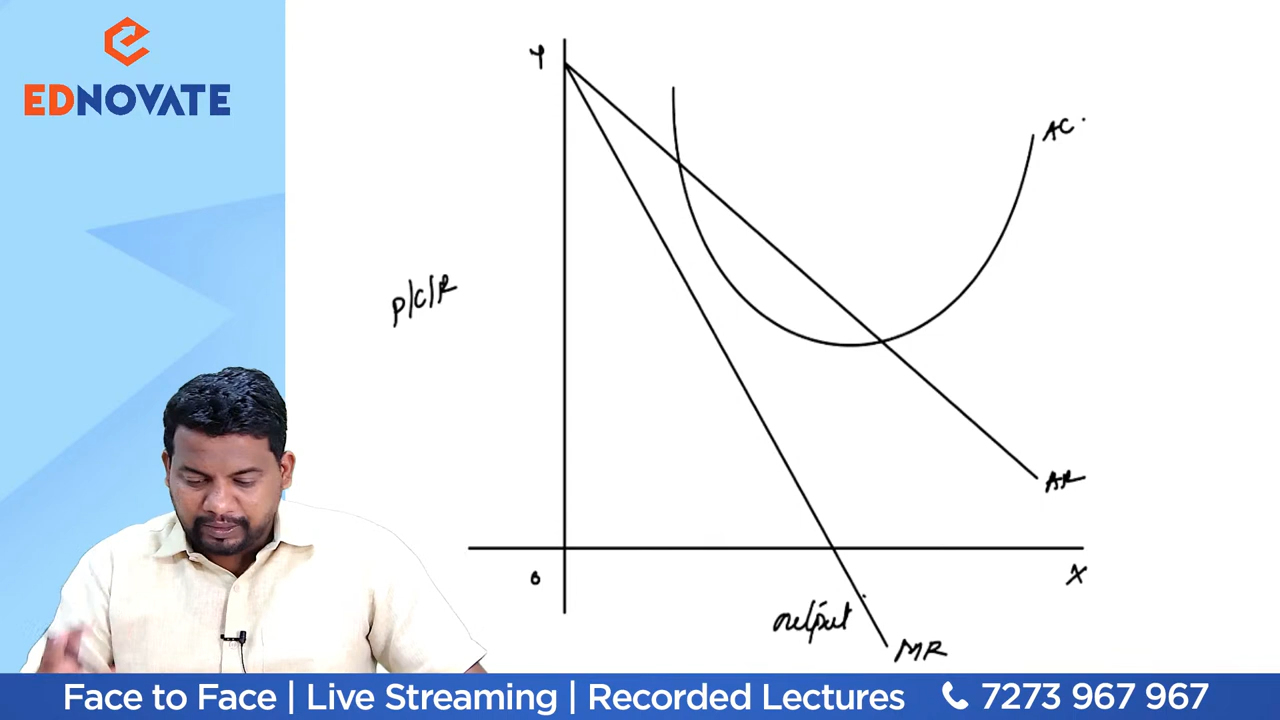 EDNOVATE
Y
AC
P/C/R
AR
0
X
output
MR
Face to Face | Live Streaming | Recorded Lectures 7273 967 967